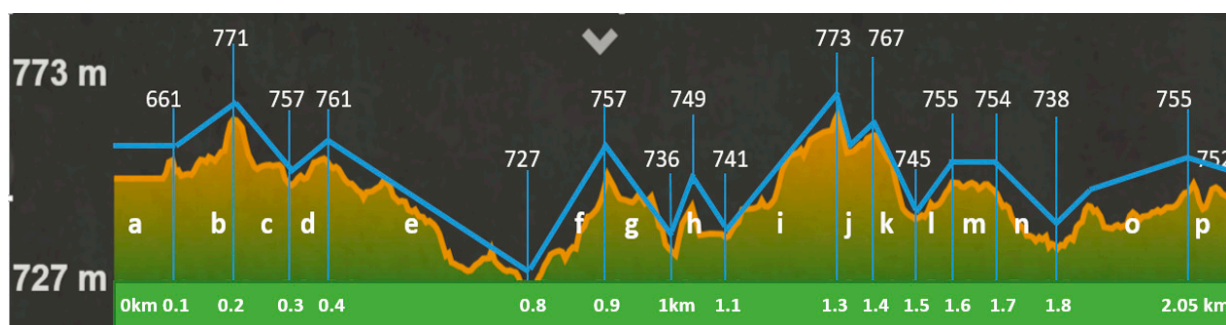 771 773 767
773 m
661 757 761 757 749 755 754 738 755
727 736 741 745 752
a b c d e f g h i j k l m n o p
727 m
0km 0.1 0.2 0.3 0.4 0.8 0.9 1km 1.1 1.3 1.4 1.5 1.6 1.7 1.8 2.05 km